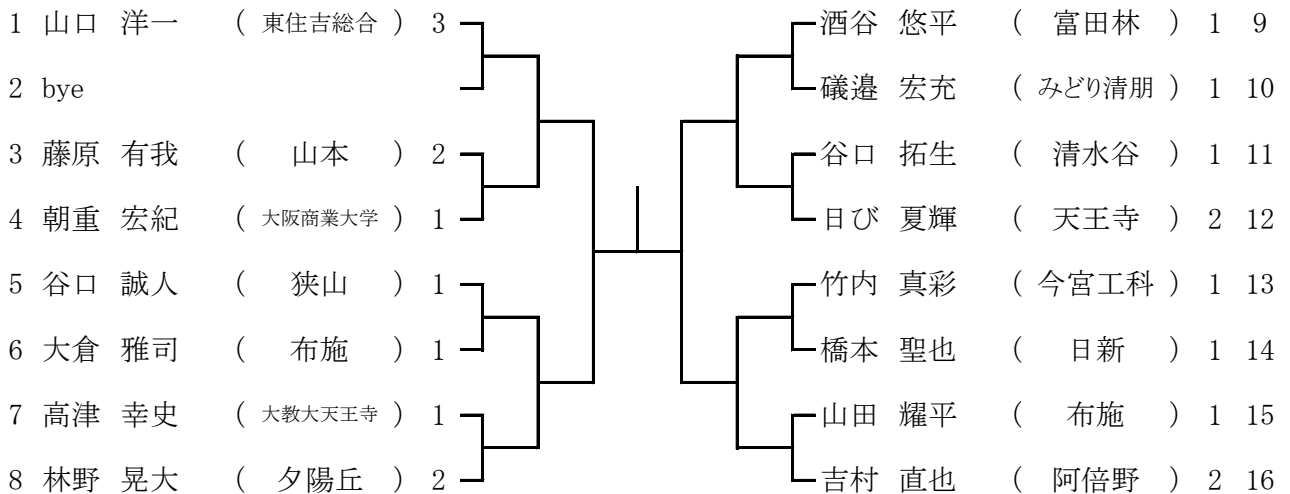 1 山口 洋一 ( 東住吉総合 ) 3 酒谷 悠平 ( 富田林 ) 1 9
2 bye 礒邉 宏充 ( みどり清朋 ) 1 10
3 藤原 有我 ( 山本 ) 2 谷口 拓生 ( 清水谷 ) 1 11
4 朝重 宏紀 ( 大阪商業大学 ) 1 日び 夏輝 ( 天王寺 ) 2 12
5 谷口 誠人 ( 狭山 ) 1 竹内 真彩 ( 今宮工科 ) 1 13
6 大倉 雅司 ( 布施 ) 1 橋本 聖也 ( 日新 ) 1 14
7 高津 幸史 ( 大教大天王寺 ) 1 山田 耀平 ( 布施 ) 1 15
8 林野 晃大 ( 夕陽丘 ) 2 吉村 直也 ( 阿倍野 ) 2 16